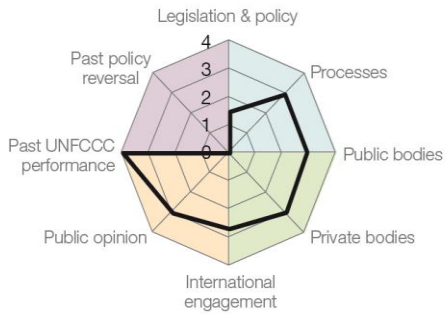 Legislation & policy
4
3
2
1
0
Processes
Public bodies
Private bodies
International
engagement
Public opinion
Past UNFCCC
performance
Past policy
reversal